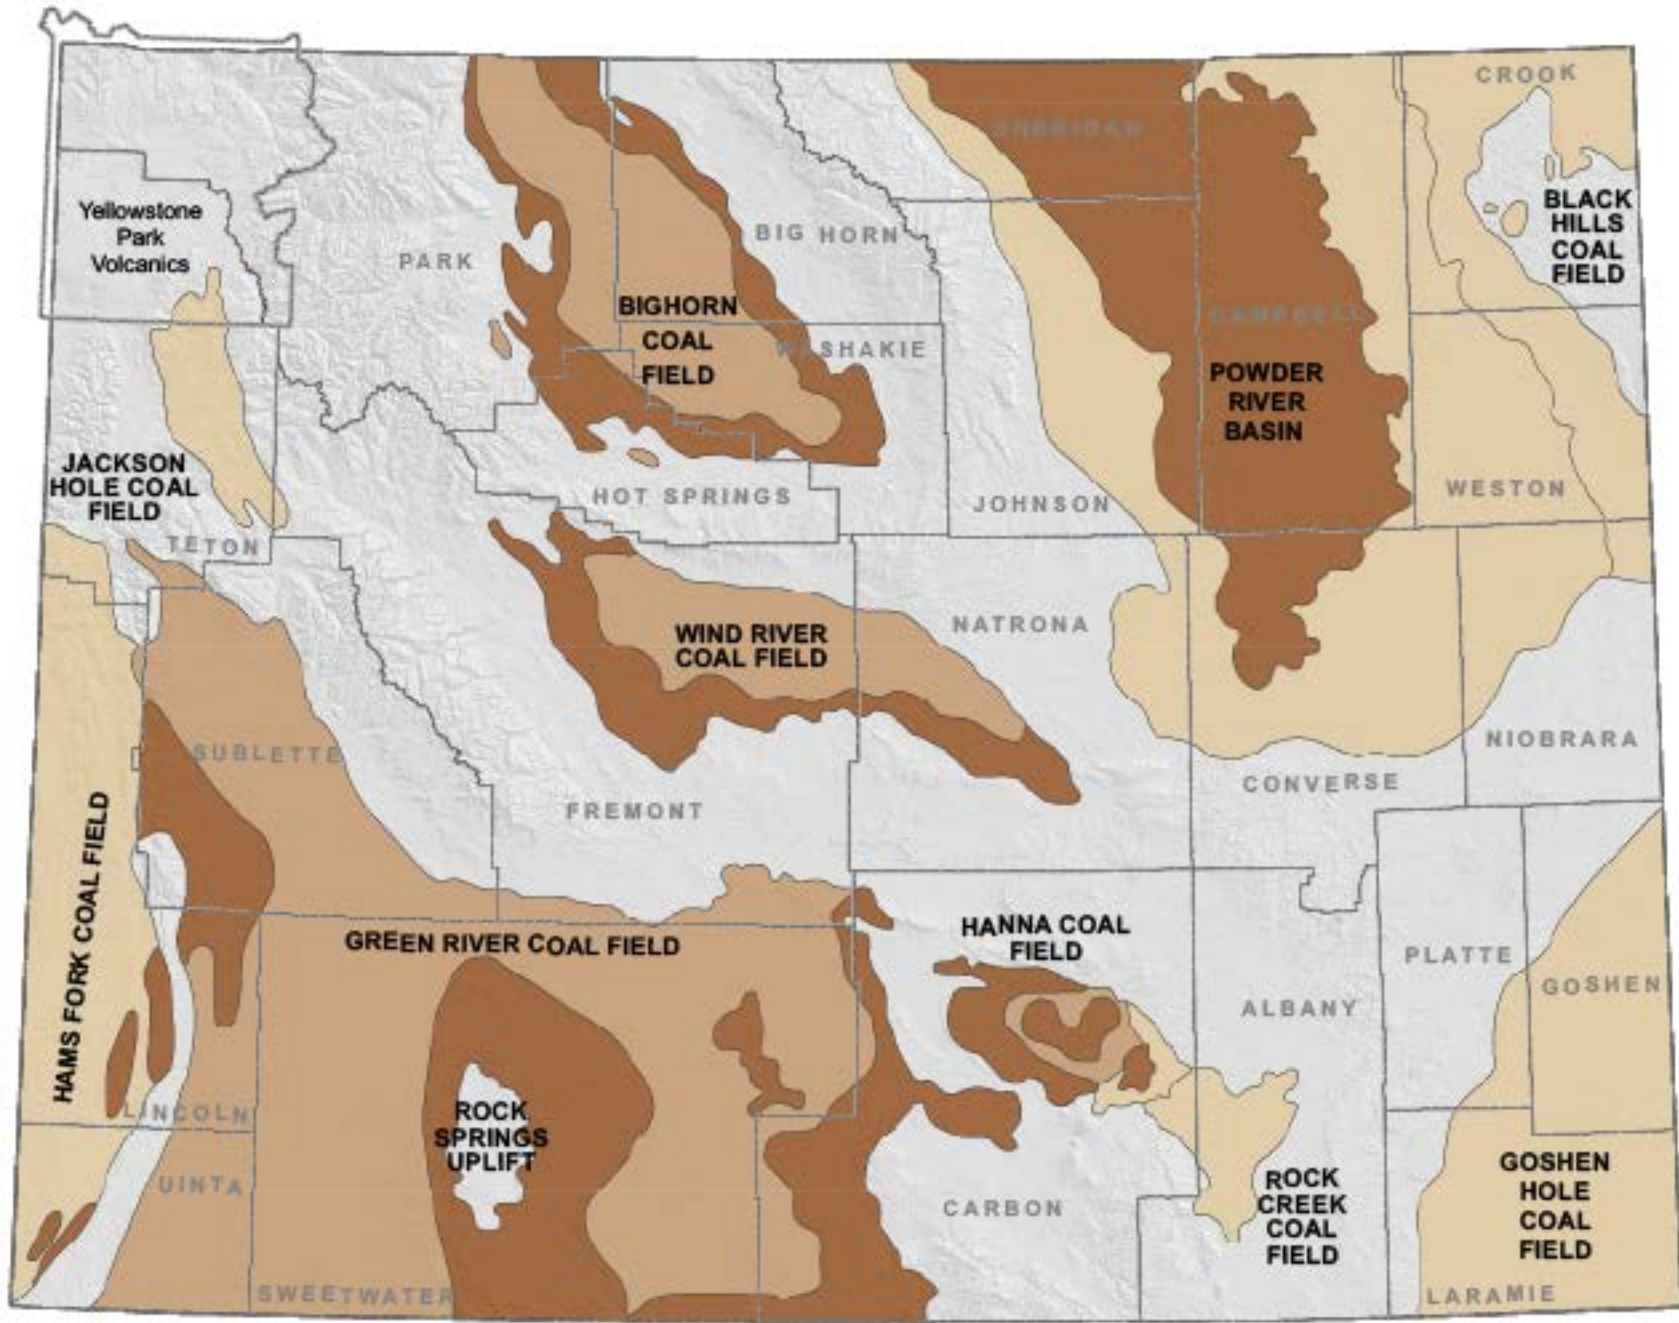 CROOK
SHERIDAN
Yellowstone
Park
Volcanics
BLACK
HILLS
COAL
FIELD
BIG HORN
PARK
BIGHORN
COAL
FIELD
CAMPBELL
WASHAKIE
POWDER
RIVER
BASIN
JACKSON
HOLE COAL
FIELD
HOT SPRINGS
JOHNSON
WESTON
TETON
WIND RIVER
COAL FIELD
NATRONA
SUBLETTE
NIOBRARA
CONVERSE
FREMONT
HAMS FORK COAL FIELD
GREEN RIVER COAL FIELD
HANNA COAL
FIELD
PLATTE
GOSHEN
ALBANY
LINCOLN
ROCK
SPRINGS
UPLIFT
UINTA
CARBON
ROCK
CREEK
COAL
FIELD
GOSHEN
HOLE
COAL
FIELD
SWEETWATER
LARAMIE